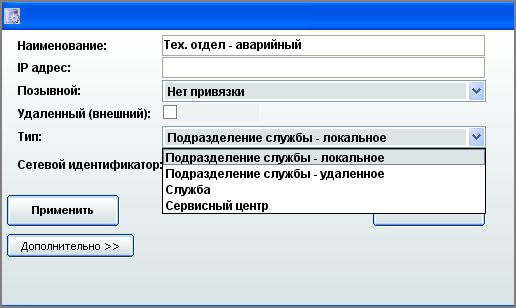 Наименование: Тех. отдел - аварийный
IP адрес:
Позывной: Нет привязки
Удаленный (внешний):
Тип: Подразделение службы - локальное
Сетевой идентификатор: Подразделение службы - локальное
Подразделение службы - удаленное
Служба
Сервисный центр
Применить
Дополнительно >>